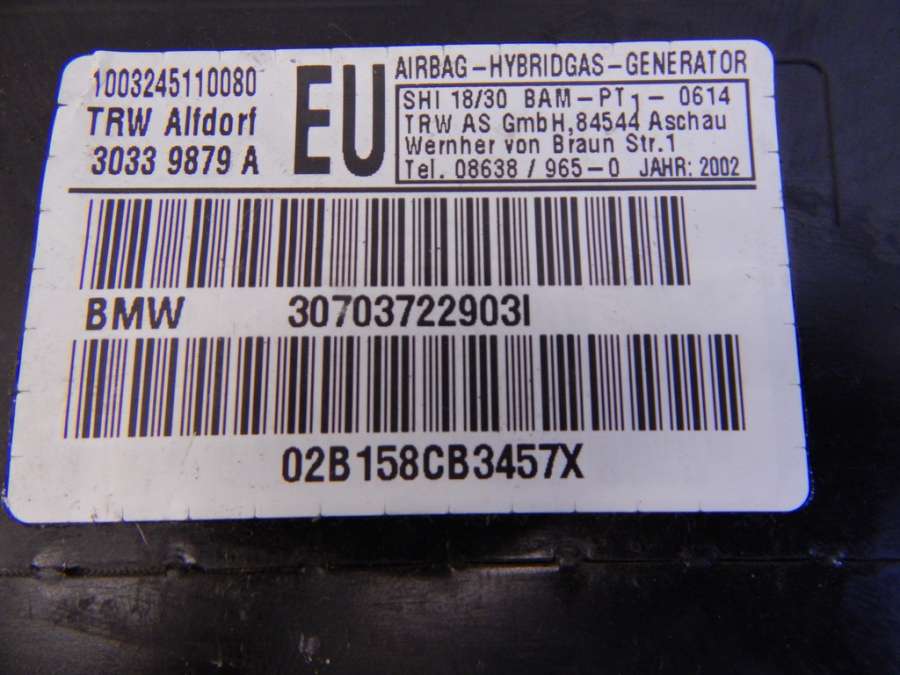 1003245110080
TRW Alfdorf
3033 9879 A
EU
AIRBAG-HYBRIDGAS-GENERATOR
SHI 18/30 BAM-PT1-0614
TRW AS GmbH,84544 Aschau
Wernher von Braun Str.1
Tel. 08638/965-0 JAHR: 2002
BMW 30703722903I
02B158CB3457X